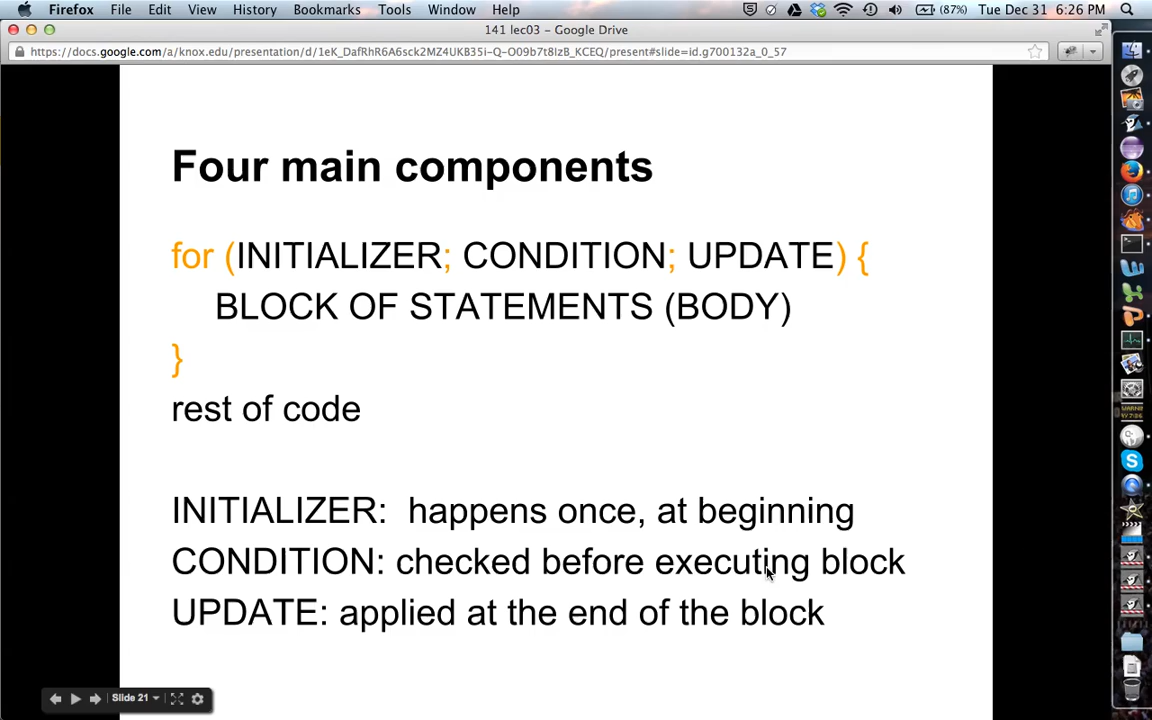 Firefox File Edit View History Bookmarks Tools Window Help (87%) Tue Dec 31 6:26 PM
141 lec03 – Google Drive
https://docs.google.com/a/knox.edu/presentation/d/1eK_DafRhR6A6sck2MZ4UKB35i-Q-O09b7t8IzB_KCEQ/present#slide=id.g700132a_0_57
Four main components
for (INITIALIZER; CONDITION; UPDATE) {
BLOCK OF STATEMENTS (BODY)
}
rest of code
INITIALIZER: happens once, at beginning
CONDITION: checked before executing block
UPDATE: applied at the end of the block
Slide 21